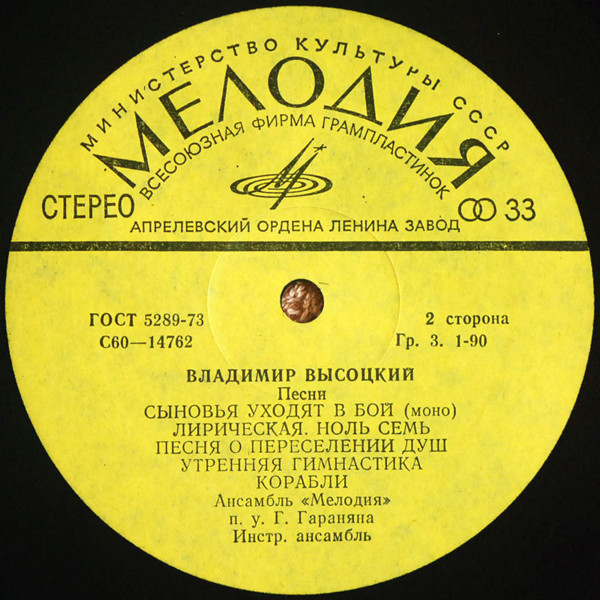 МИНИСТЕРСТВО КУЛЬТУРЫ СССР
МЕЛОДИЯ
ВСЕСОЮЗНАЯ ФИРМА ГРАМПЛАСТИНОК
СТЕРЕО
33
АПРЕЛЕВСКИЙ ОРДЕНА ЛЕНИНА ЗАВОД
ГОСТ 5289-73
2 сторона
С60—14762
Гр. 3. 1-90
ВЛАДИМИР ВЫСОЦКИЙ
Песни
СЫНОВЬЯ УХОДЯТ В БОЙ (моно)
ЛИРИЧЕСКАЯ. НОЛЬ СЕМЬ
ПЕСНЯ О ПЕРЕСЕЛЕНИИ ДУШ
УТРЕННЯЯ ГИМНАСТИКА
КОРАБЛИ
Ансамбль «Мелодия»
п. у. Г. Гараняна
Инстр. ансамбль